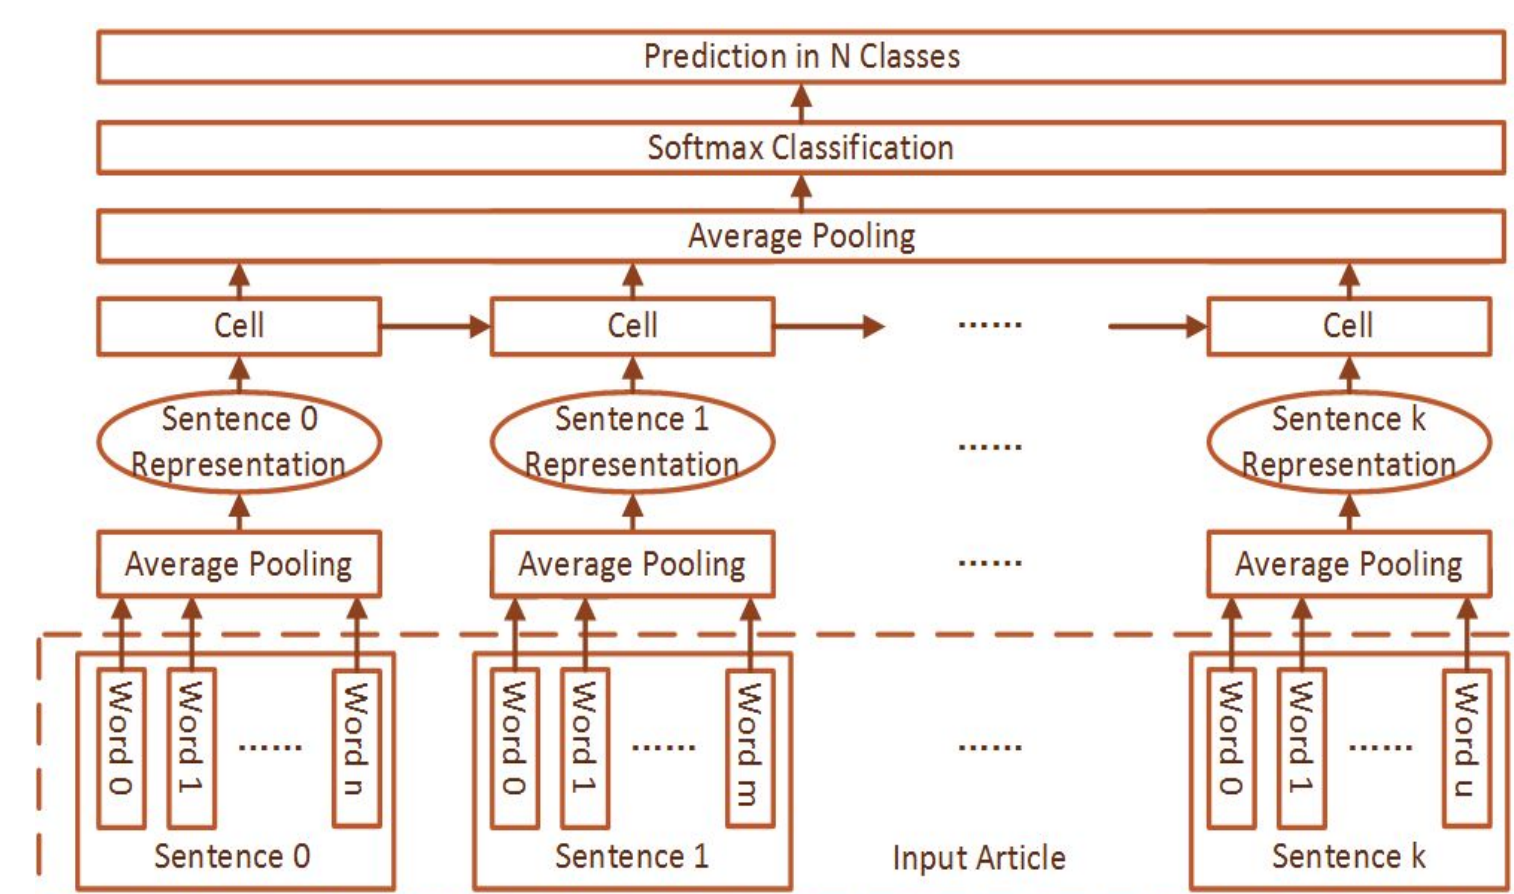 Prediction in N Classes
Softmax Classification
Average Pooling
Cell Cell ...... Cell
Sentence 0 Representation Sentence 1 Representation ...... Sentence k Representation
Average Pooling Average Pooling ...... Average Pooling
Word 0 Word 1 ...... Word n Word 0 Word 1 ...... Word m ...... Word 0 Word 1 ...... Word u
Sentence 0 Sentence 1 Input Article Sentence k